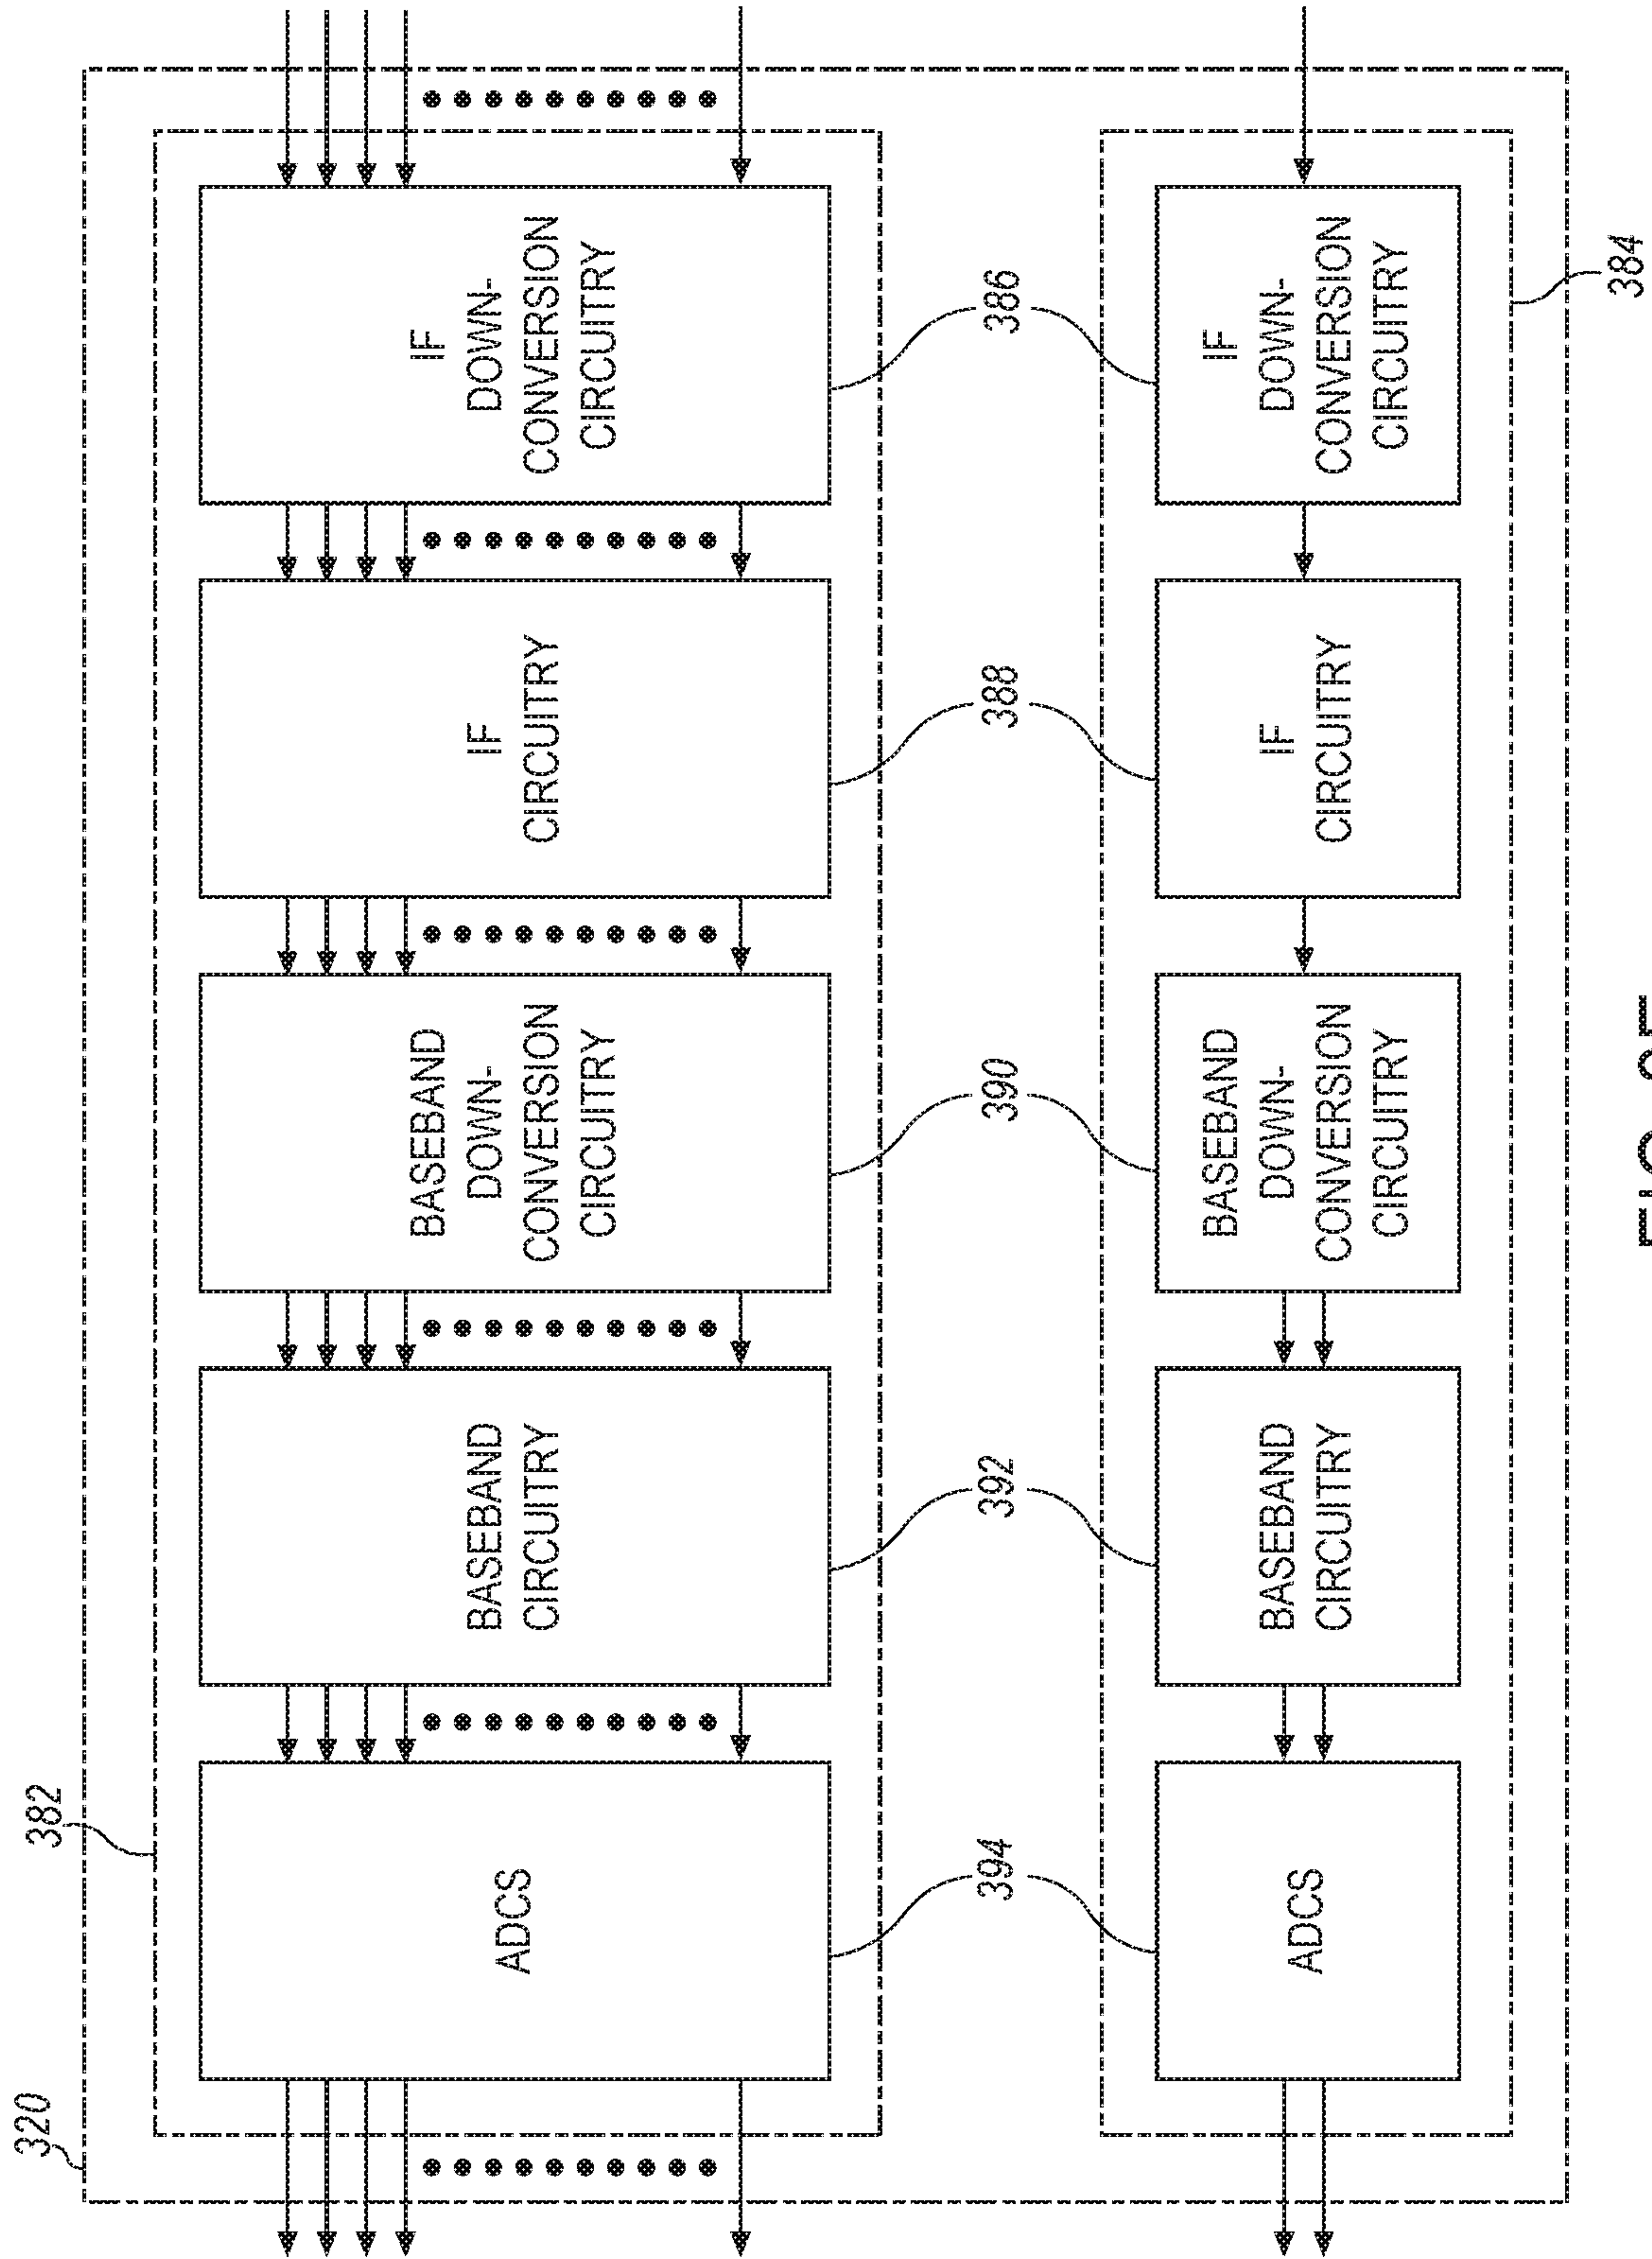 320
382
ADCS
BASEBAND
CIRCUITRY
BASEBAND
DOWN-
CONVERSION
CIRCUITRY
IF
CIRCUITRY
IF
DOWN-
CONVERSION
CIRCUITRY
394
392
390
388
386
ADCS
BASEBAND
CIRCUITRY
BASEBAND
DOWN-
CONVERSION
CIRCUITRY
IF
CIRCUITRY
IF
DOWN-
CONVERSION
CIRCUITRY
384